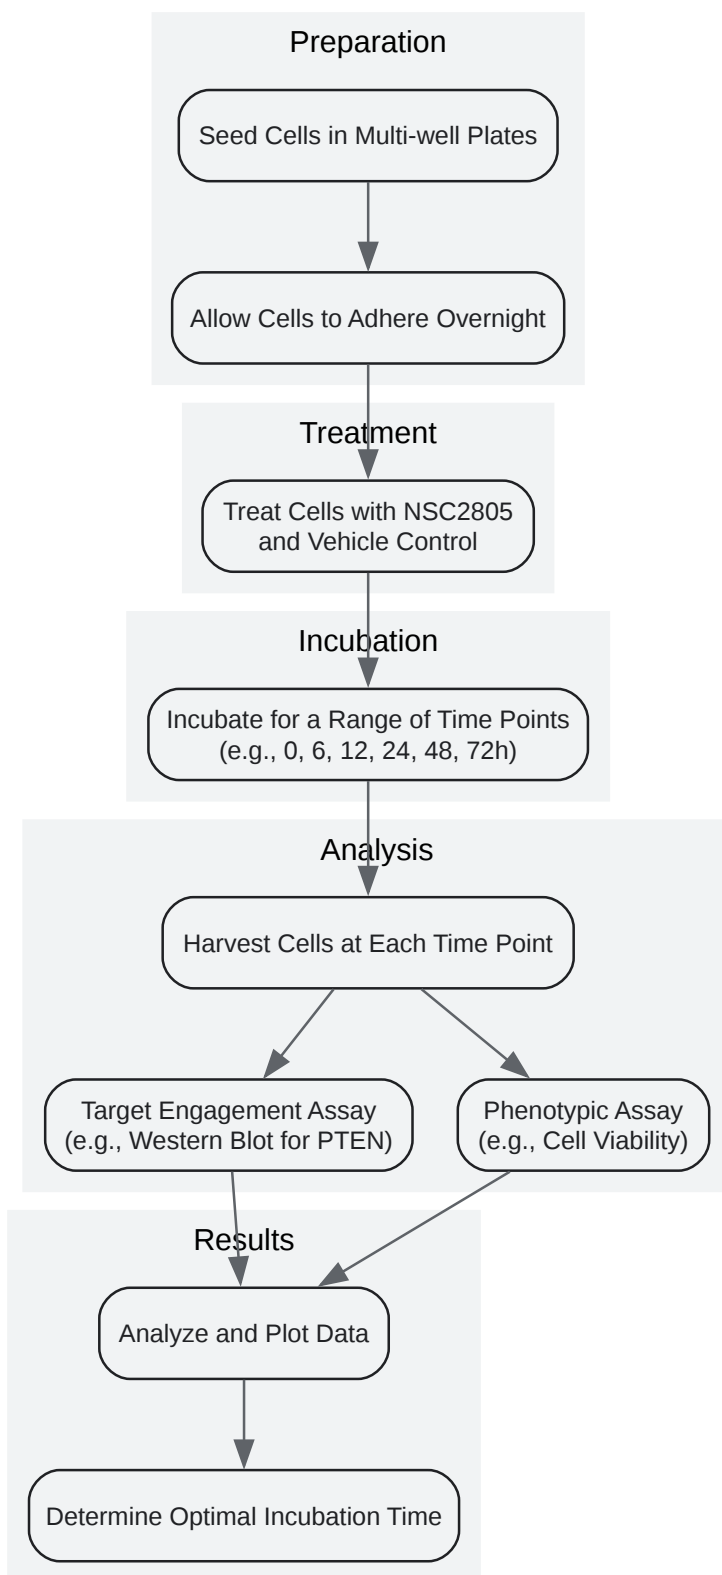 Preparation
Seed Cells in Multi-well Plates
Allow Cells to Adhere Overnight
Treatment
Treat Cells with NSC2805
and Vehicle Control
Incubation
Incubate for a Range of Time Points
(e.g., 0, 6, 12, 24, 48, 72h)
Analysis
Harvest Cells at Each Time Point
Target Engagement Assay
(e.g., Western Blot for PTEN)
Phenotypic Assay
(e.g., Cell Viability)
Results
Analyze and Plot Data
Determine Optimal Incubation Time